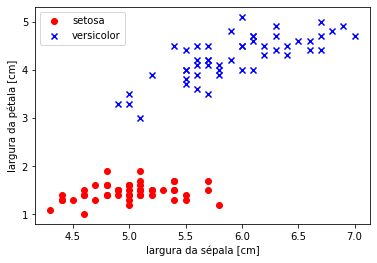 setosa
versicolor
5
4
3
2
1
largura da pétala [cm]
4.5 5.0 5.5 6.0 6.5 7.0
largura da sépala [cm]